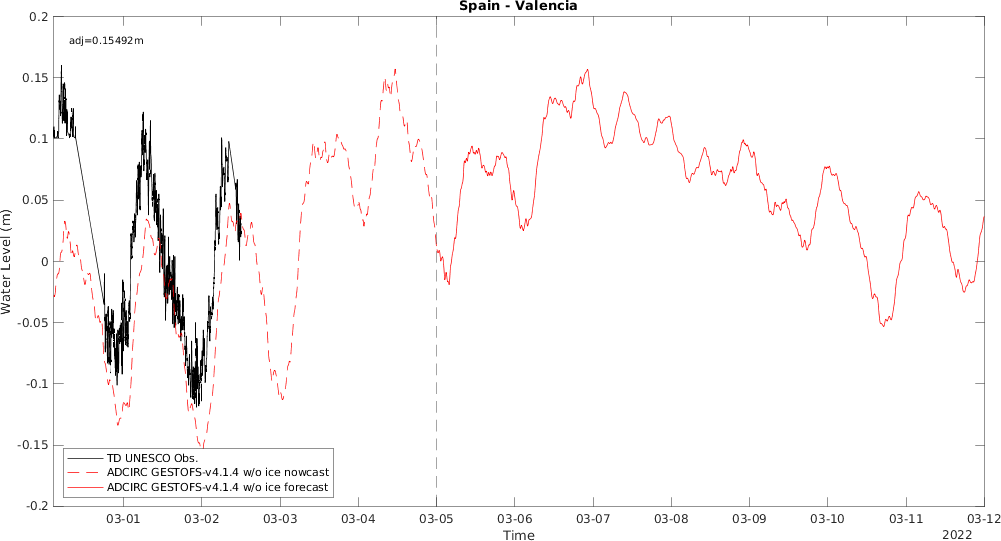 Spain - Valencia
adj=0.15492m
0.2
0.15
0.1
0.05
0
-0.05
-0.1
-0.15
-0.2
Water Level (m)
TD UNESCO Obs.
ADCIRC GESTOFS-v4.1.4 w/o ice nowcast
ADCIRC GESTOFS-v4.1.4 w/o ice forecast
03-01 03-02 03-03 03-04 03-05 03-06 03-07 03-08 03-09 03-10 03-11 03-12
Time
2022